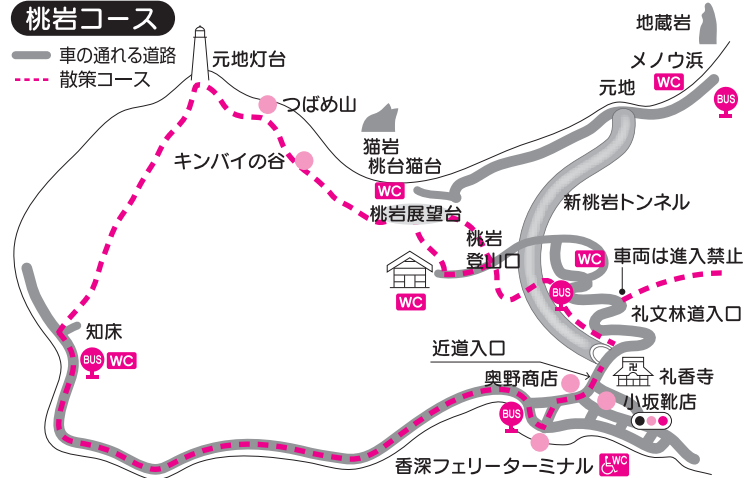 桃岩コース
車の通れる道路
散策コース
元地灯台
つばめ山
キンバイの谷
猫岩
桃台猫台
WC
桃岩展望台
地蔵岩
メノウ浜
WC
BUS
元地
新桃岩トンネル
桃岩
登山口
WC
WC
車両は進入禁止
BUS
礼文林道入口
知床
BUS
WC
近道入口
奥野商店
卍
礼香寺
小坂靴店
BUS
香深フェリーターミナル
WC